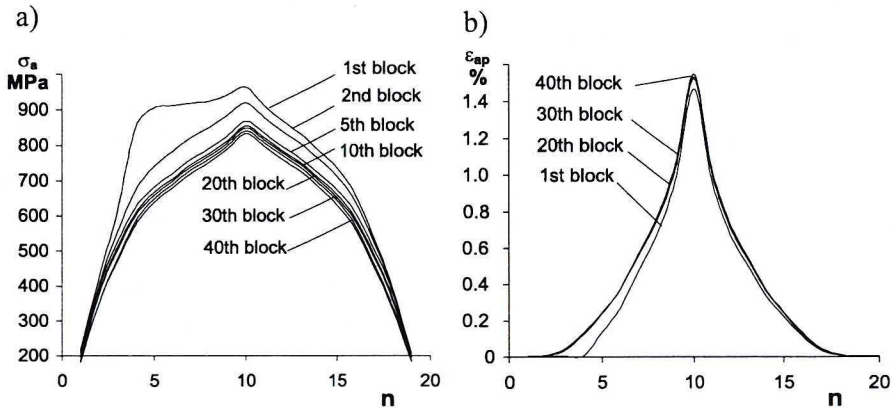 a)
σa
MPa
900
800
700
600
500
400
300
200
0
5
10
15
20
n
1st block
2nd block
5th block
10th block
20th block
30th block
40th block
b)
εap
%
1.4
1.2
1.0
0.8
0.6
0.4
0.2
0
0
5
10
15
20
n
40th block
30th block
20th block
1st block